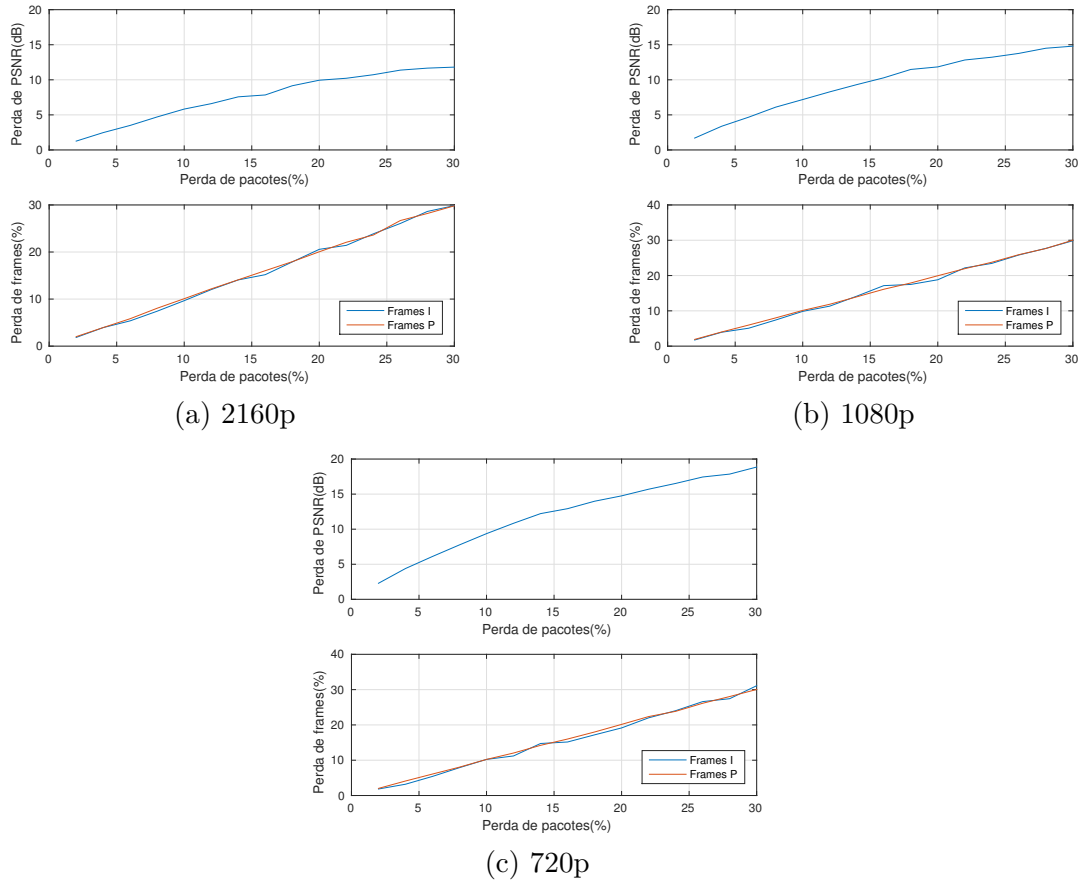 Perda de PSNR(dB)
20
15
10
5
0
0 5 10 15 20 25 30
Perda de pacotes(%)
Perda de frames(%)
30
20
10
0
Frames I
Frames P
0 5 10 15 20 25 30
Perda de pacotes(%)
(a) 2160p
Perda de PSNR(dB)
20
15
10
5
0
0 5 10 15 20 25 30
Perda de pacotes(%)
Perda de frames(%)
40
30
20
10
0
Frames I
Frames P
0 5 10 15 20 25 30
Perda de pacotes(%)
(b) 1080p
Perda de PSNR(dB)
20
15
10
5
0
0 5 10 15 20 25 30
Perda de pacotes(%)
Perda de frames(%)
40
30
20
10
0
Frames I
Frames P
0 5 10 15 20 25 30
Perda de pacotes(%)
(c) 720p